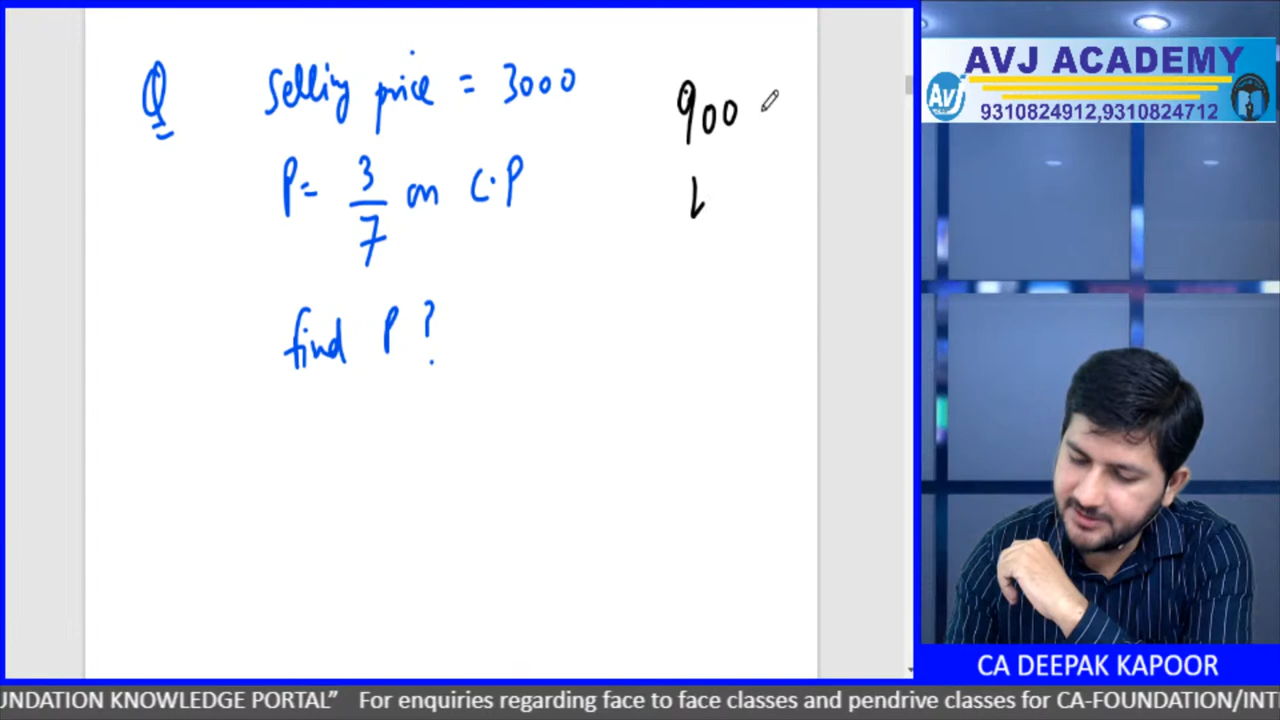 Q Selling price = 3000
P = 3/7 on C.P
find P ?
900
L
AVJ ACADEMY
AVJ
9310824912,9310824712
CA DEEPAK KAPOOR
UNDATION KNOWLEDGE PORTAL” For enquiries regarding face to face classes and pendrive classes for CA-FOUNDATION/INT